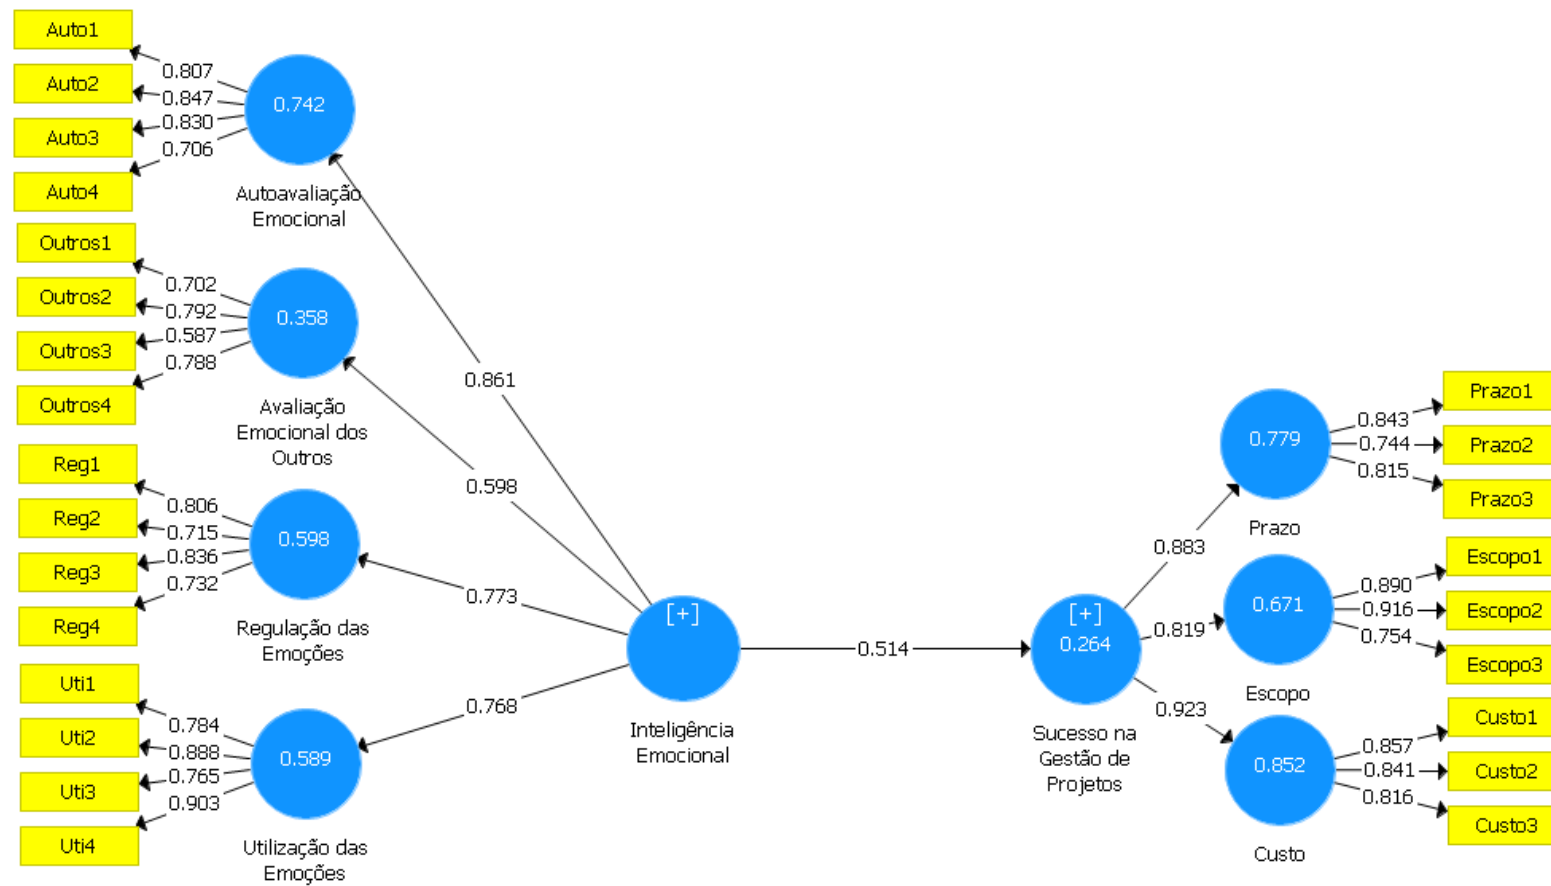 Auto1
Auto2
Auto3
Auto4
0.807
0.847
0.830
0.706
0.742
Autoavaliação
Emocional
Outros1
Outros2
Outros3
Outros4
0.702
0.792
0.587
0.788
0.358
Avaliação
Emocional dos
Outros
Reg1
Reg2
Reg3
Reg4
0.806
0.715
0.836
0.732
0.598
Regulação das
Emoções
Uti1
Uti2
Uti3
Uti4
0.784
0.888
0.765
0.903
0.589
Utilização das
Emoções
0.861
0.598
0.773
0.768
[+]
Inteligência
Emocional
0.514
[+]
0.264
Sucesso na
Gestão de
Projetos
0.883
0.819
0.923
0.779
Prazo
0.843
0.744
0.815
Prazo1
Prazo2
Prazo3
0.671
Escopo
0.890
0.916
0.754
Escopo1
Escopo2
Escopo3
0.852
Custo
0.857
0.841
0.816
Custo1
Custo2
Custo3